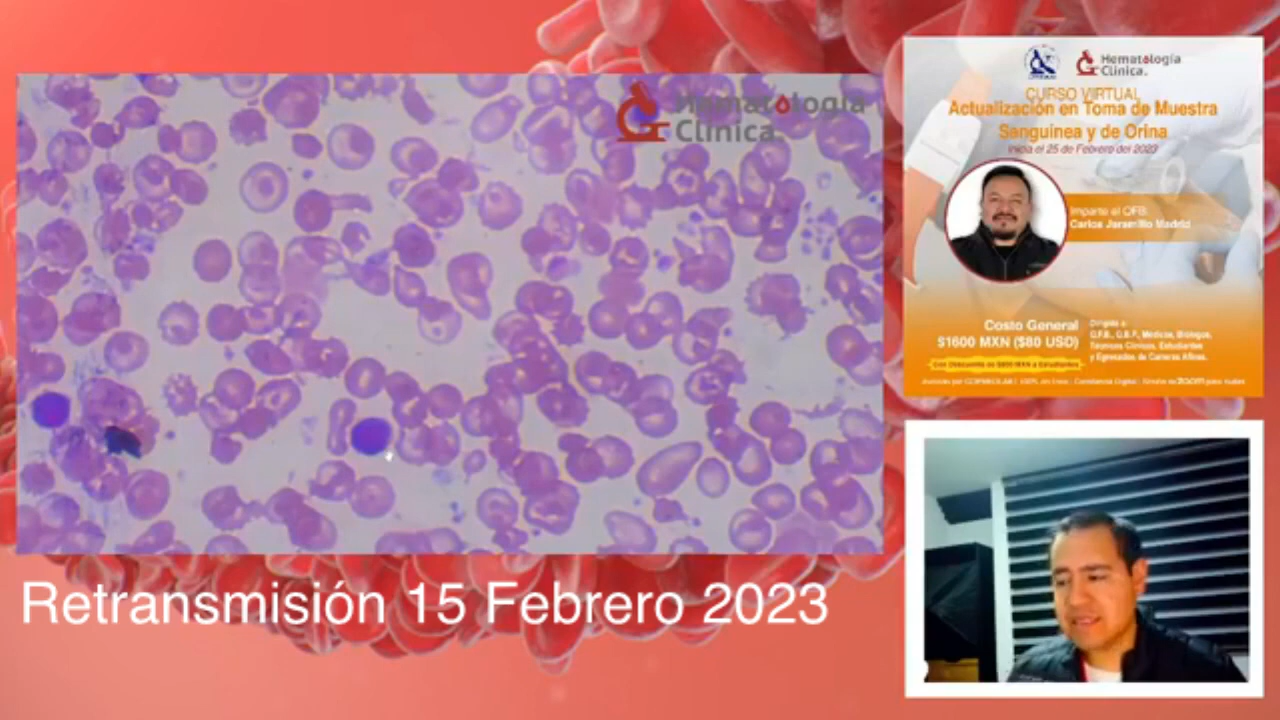 Hematología
Clínica
Retransmisión 15 Febrero 2023
Hematología
Clínica
CURSO VIRTUAL
Actualización en Toma de Muestra
Sanguínea y de Orina
Inicia el 25 de Febrero del 2023
Imparte el QFB:
Carlos Jaramillo Madrid
Costo General
$1600 MXN ($80 USD)
Dirigido a:
Q.F.B., Q.B.P., Médicos, Biólogos,
Técnicos Clínicos, Estudiantes
y Egresados de Carreras Afines.